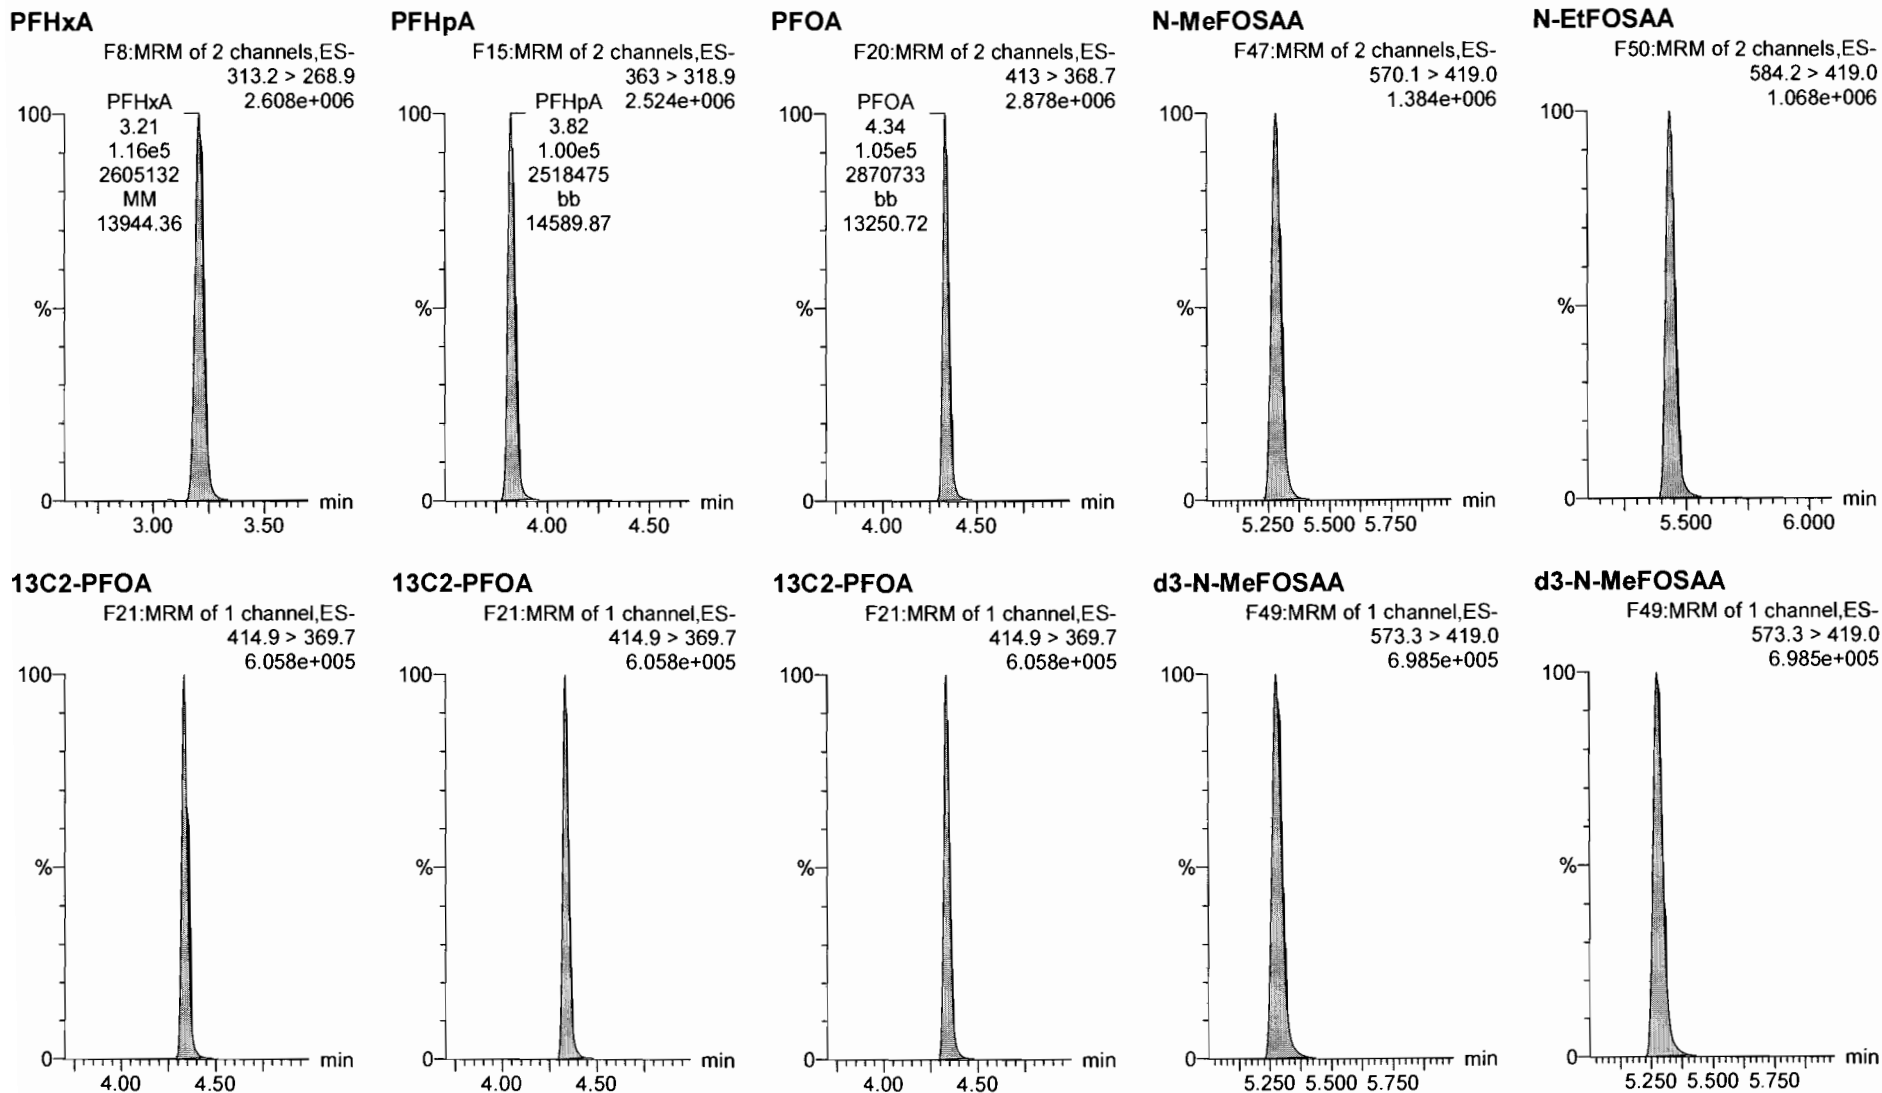 PFHxA
F8:MRM of 2 channels,ES-
313.2 > 268.9
2.608e+006
PFHxA
3.21
1.16e5
2605132
MM
13944.36
100
%
0
3.00 3.50
min
PFHpA
F15:MRM of 2 channels,ES-
363 > 318.9
2.524e+006
PFHpA
3.82
1.00e5
2518475
bb
14589.87
100
%
0
4.00 4.50
min
PFOA
F20:MRM of 2 channels,ES-
413 > 368.7
2.878e+006
PFOA
4.34
1.05e5
2870733
bb
13250.72
100
%
0
4.00 4.50
min
N-MeFOSAA
F47:MRM of 2 channels,ES-
570.1 > 419.0
1.384e+006
100
%
0
5.250 5.500 5.750
min
N-EtFOSAA
F50:MRM of 2 channels,ES-
584.2 > 419.0
1.068e+006
100
%
0
5.500 6.000
min
13C2-PFOA
F21:MRM of 1 channel,ES-
414.9 > 369.7
6.058e+005
100
%
0
4.00 4.50
min
13C2-PFOA
F21:MRM of 1 channel,ES-
414.9 > 369.7
6.058e+005
100
%
0
4.00 4.50
min
13C2-PFOA
F21:MRM of 1 channel,ES-
414.9 > 369.7
6.058e+005
100
%
0
4.00 4.50
min
d3-N-MeFOSAA
F49:MRM of 1 channel,ES-
573.3 > 419.0
6.985e+005
100
%
0
5.250 5.500 5.750
min
d3-N-MeFOSAA
F49:MRM of 1 channel,ES-
573.3 > 419.0
6.985e+005
100
%
0
5.250 5.500 5.750
min